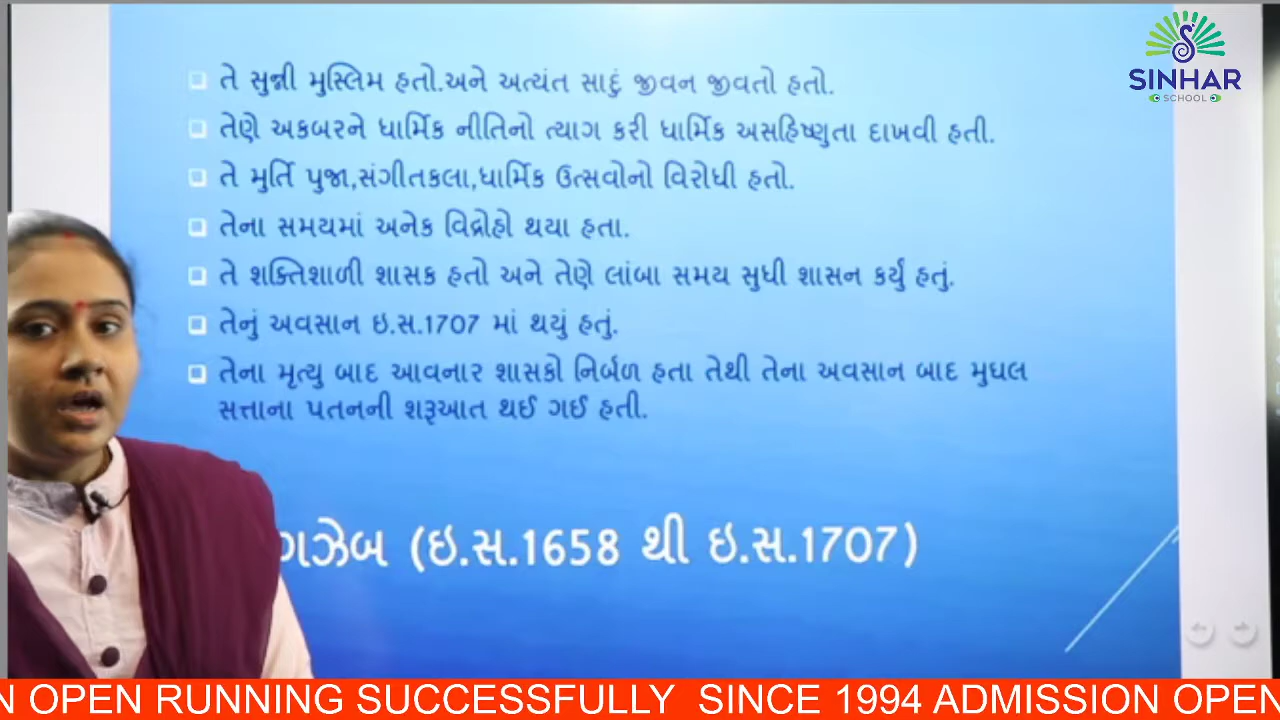 SINHAR
SCHOOL
તે સુન્ની મુસ્લિમ હતો.અને અત્યંત સાદું જીવન જીવતો હતો.
તેણે અકબરને ધાર્મિક નીતિનો ત્યાગ કરી ધાર્મિક અસહિષ્ણુતા દાખવી હતી.
તે મુર્તિ પુજા,સંગીતકલા,ધાર્મિક ઉત્સવોનો વિરોધી હતો.
તેના સમયમાં અનેક વિદ્રોહો થયા હતા.
તે શક્તિશાળી શાસક હતો અને તેણે લાંબા સમય સુધી શાસન કર્યું હતું.
તેનું અવસાન ઇ.સ.1707 માં થયું હતું.
તેના મૃત્યુ બાદ આવનાર શાસકો નિર્બળ હતા તેથી તેના અવસાન બાદ મુઘલ
સત્તાના પતનની શરૂઆત થઈ ગઈ હતી.
ગઝેબ (ઇ.સ.1658 થી ઇ.સ.1707)
N OPEN RUNNING SUCCESSFULLY SINCE 1994 ADMISSION OPEN